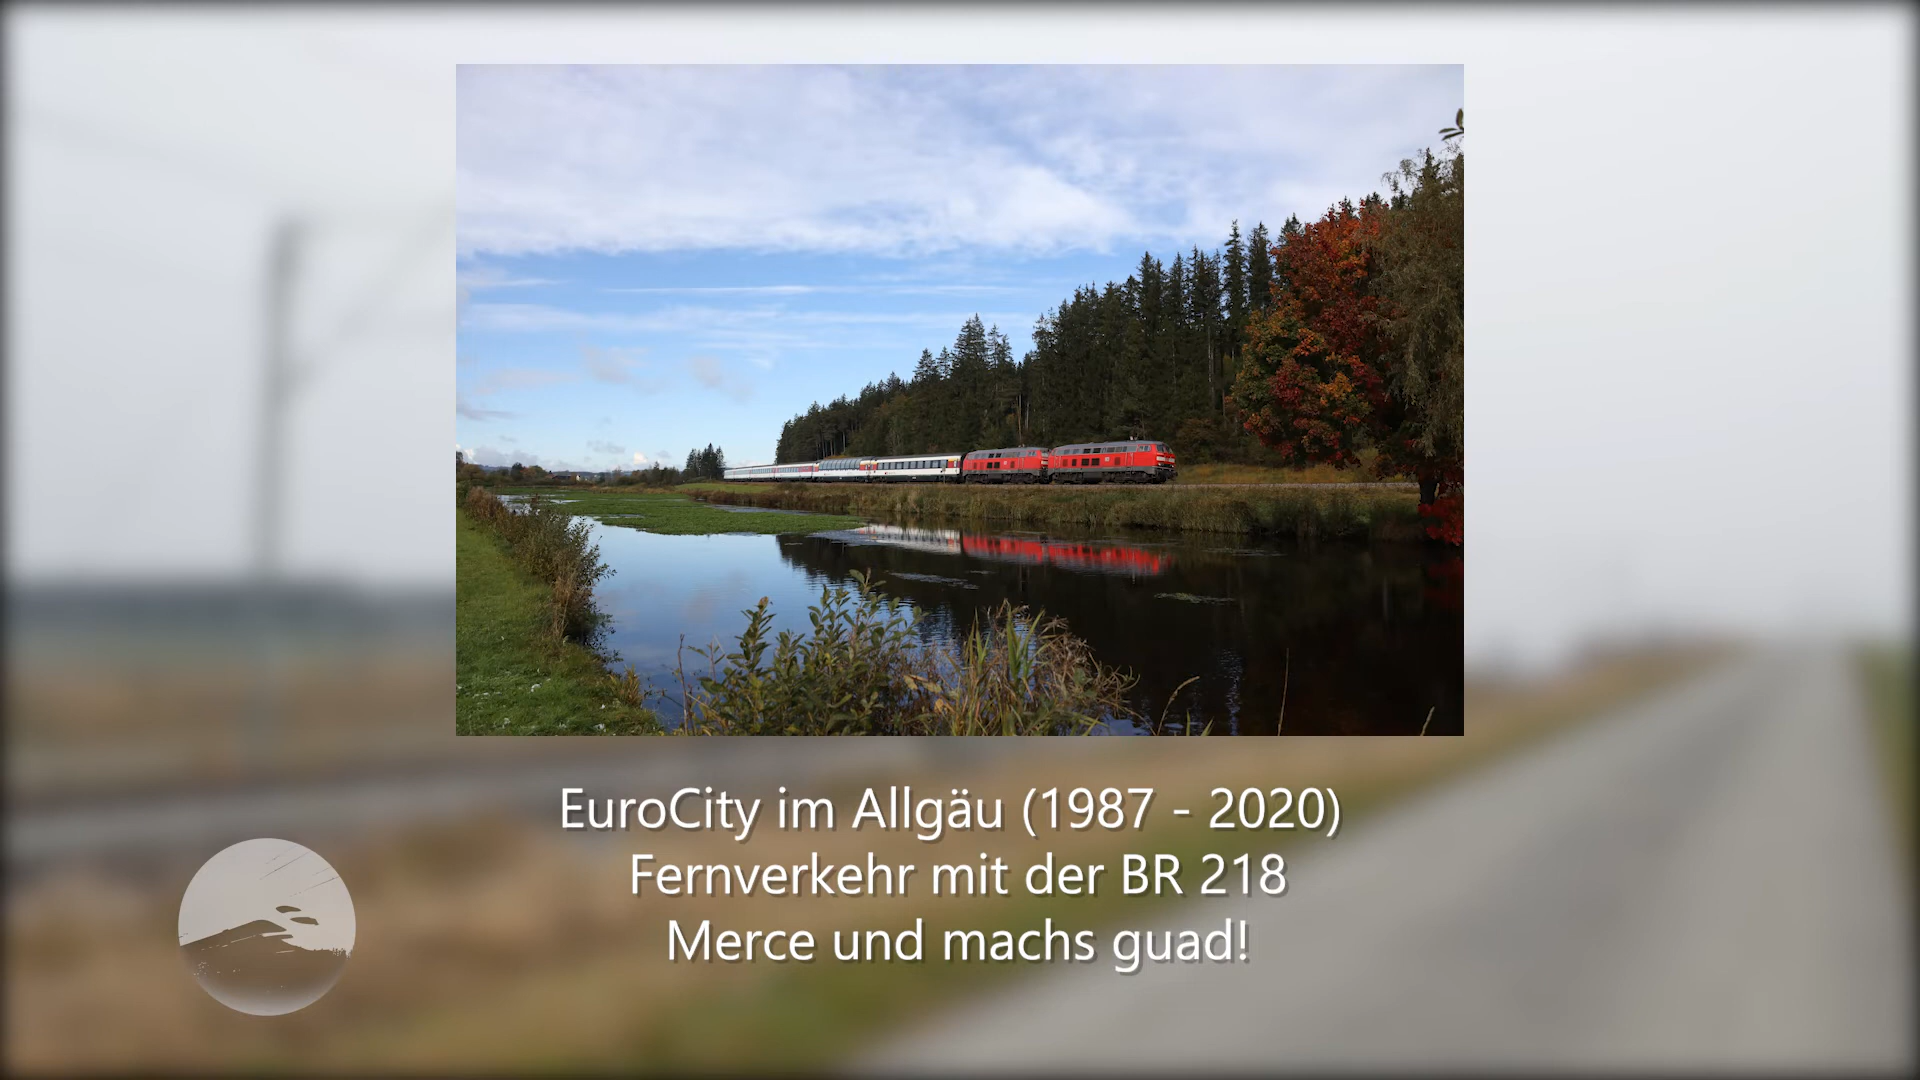 EuroCity im Allgäu (1987 - 2020)
Fernverkehr mit der BR 218
Merce und machs guad!